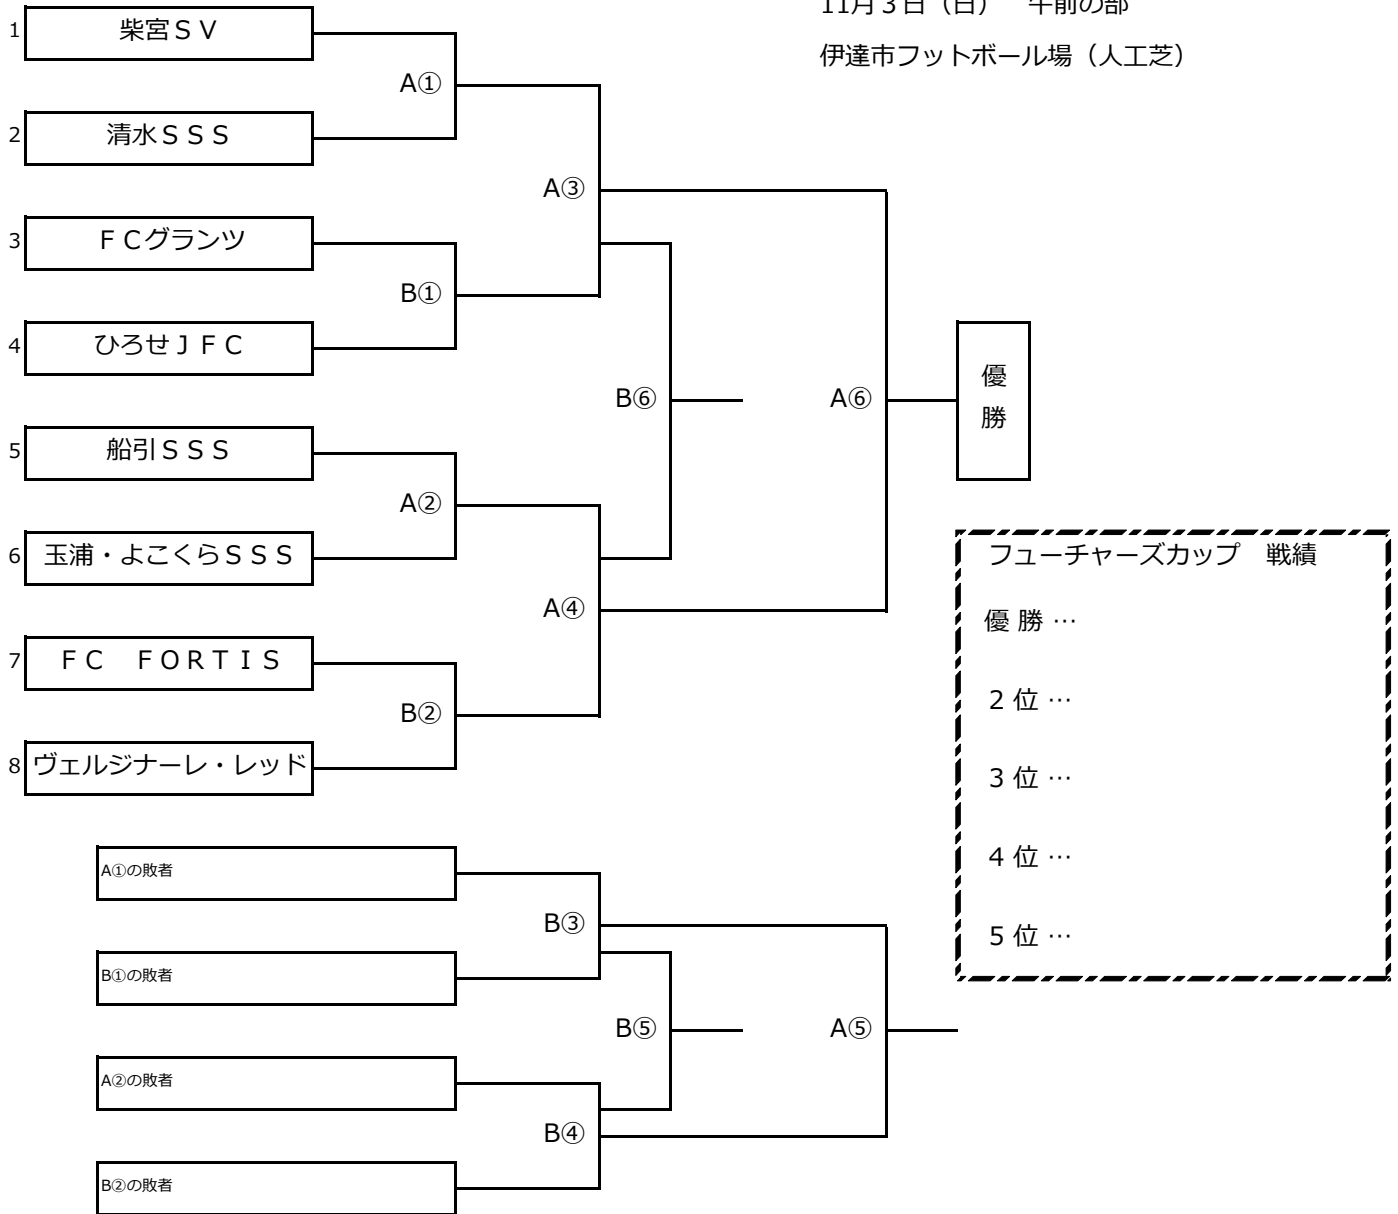 11月３日（日）　午前の部
伊達市フットボール場（人工芝）
1 柴宮ＳＶ
A①
2 清水ＳＳＳ
A③
3 ＦＣグランツ
B①
4 ひろせＪＦＣ
B⑥
A⑥
優勝
5 船引ＳＳＳ
A②
6 玉浦・よこくらＳＳＳ
A④
7 ＦＣ　ＦＯＲＴＩＳ
B②
8 ヴェルジナーレ・レッド
フューチャーズカップ　戦績
優 勝 …
2 位 …
3 位 …
4 位 …
5 位 …
A①の敗者
B③
B①の敗者
B⑤
A⑤
A②の敗者
B④
B②の敗者